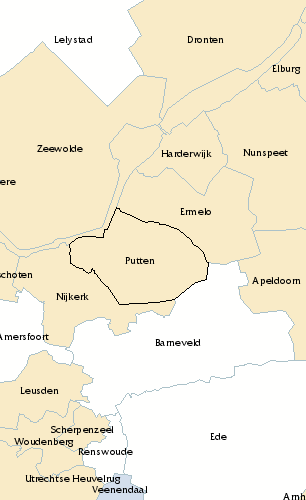 Lelystad
Dronten
Elburg
Zeewolde
Harderwijk
Nunspeet
ere
Ermelo
Putten
schoten
Nijkerk
Apeldoorn
Amersfoort
Barneveld
Leusden
Scherpenzeel
Woudenberg
Ede
Renswoude
Utrechtse Heuvelrug
Veenendaal
Arnh